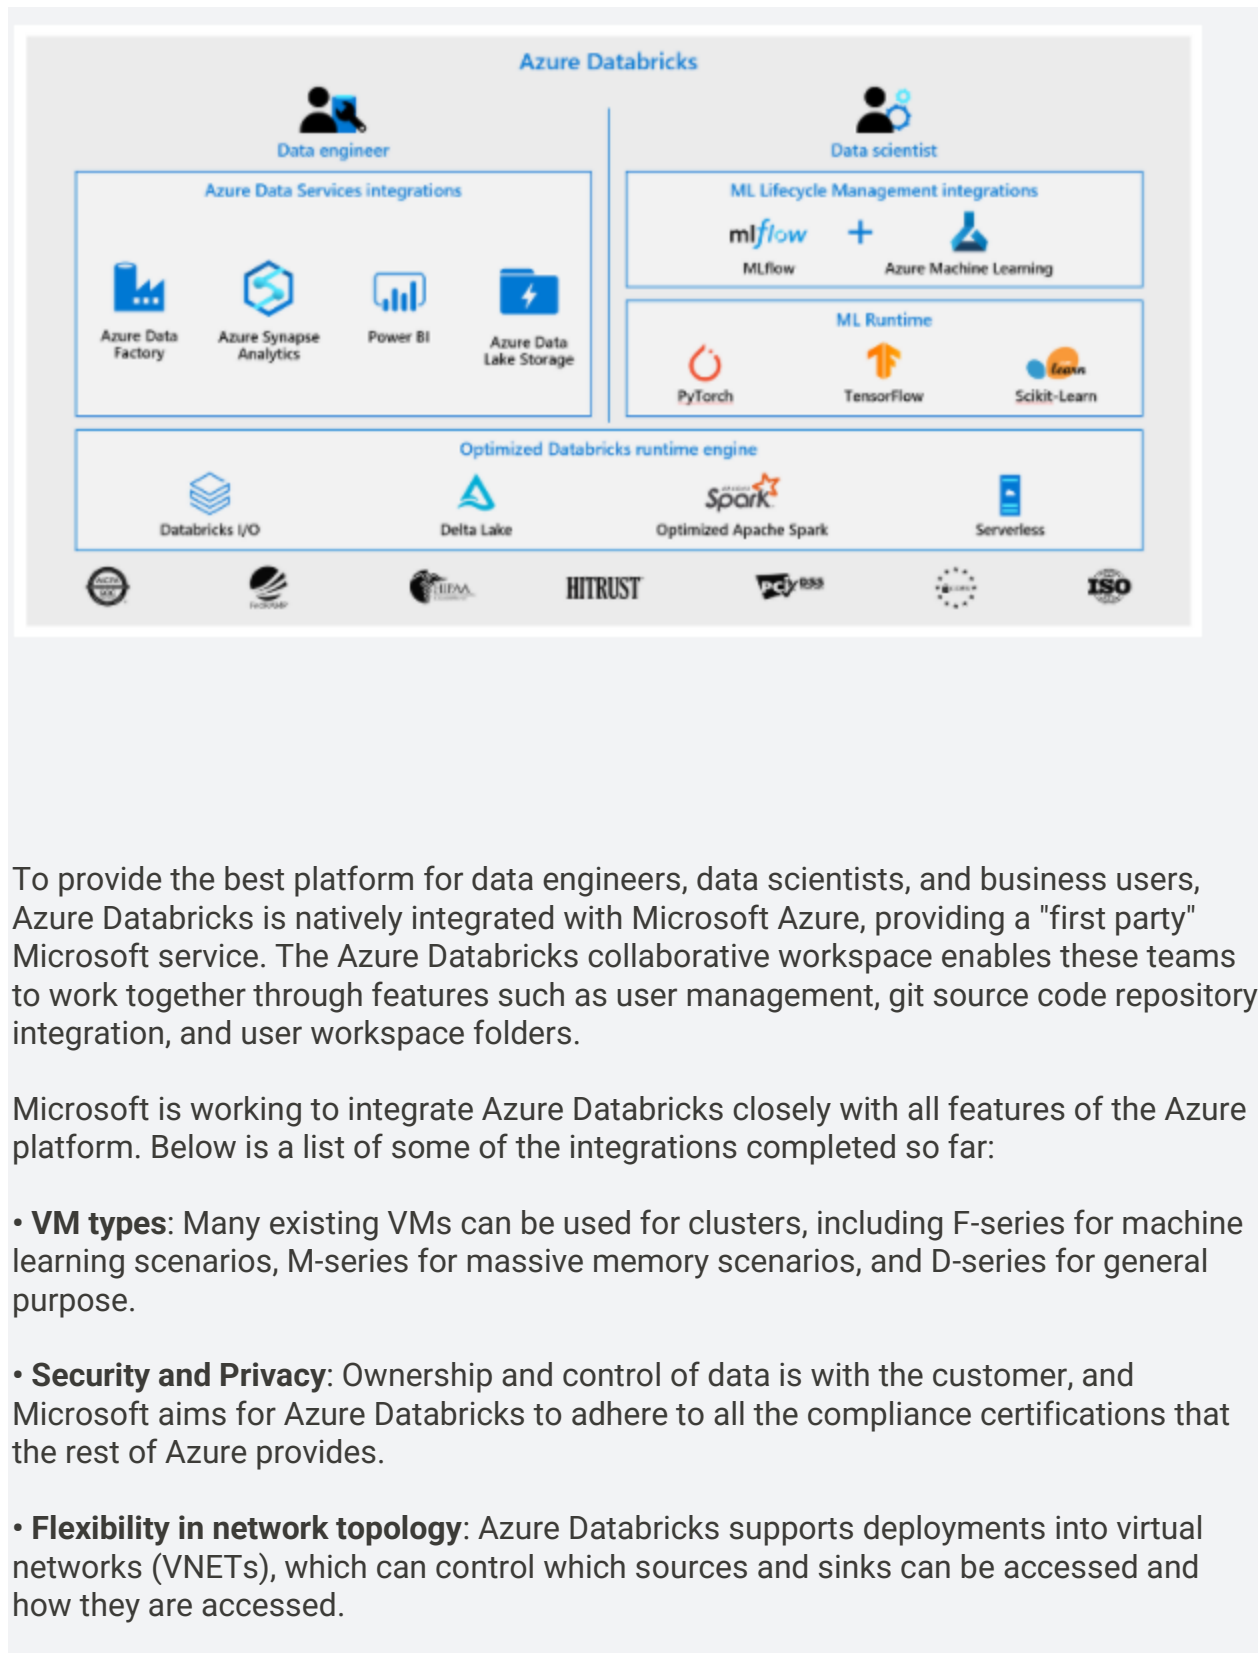 Azure Databricks
Data engineer
Data scientist
Azure Data Services integrations
ML Lifecycle Management integrations
mlflow
MLflow
Azure Machine Learning
Azure Data
Factory
Azure Synapse
Analytics
Power BI
Azure Data
Lake Storage
ML Runtime
learn
PyTorch
TensorFlow
Scikit-Learn
Optimized Databricks runtime engine
Spark
Databricks I/O
Delta Lake
Optimized Apache Spark
Serverless
FedRAMP
HIPAA
HITRUST
PCI DSS
ISO
To provide the best platform for data engineers, data scientists, and business users,
Azure Databricks is natively integrated with Microsoft Azure, providing a "first party"
Microsoft service. The Azure Databricks collaborative workspace enables these teams
to work together through features such as user management, git source code repository
integration, and user workspace folders.
Microsoft is working to integrate Azure Databricks closely with all features of the Azure
platform. Below is a list of some of the integrations completed so far:
• VM types: Many existing VMs can be used for clusters, including F-series for machine
learning scenarios, M-series for massive memory scenarios, and D-series for general
purpose.
• Security and Privacy: Ownership and control of data is with the customer, and
Microsoft aims for Azure Databricks to adhere to all the compliance certifications that
the rest of Azure provides.
• Flexibility in network topology: Azure Databricks supports deployments into virtual
networks (VNETs), which can control which sources and sinks can be accessed and
how they are accessed.